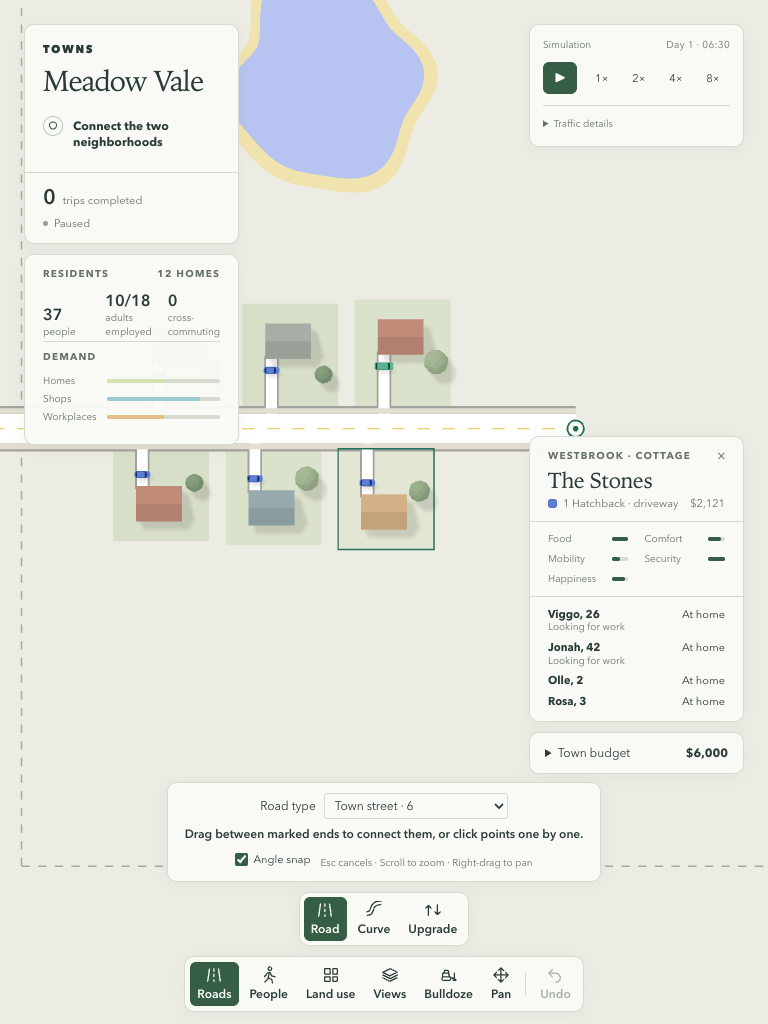 TOWNS
Meadow Vale
Connect the two
neighborhoods
0 trips completed
Paused
RESIDENTS 12 HOMES
37
people
10/18
adults
employed
0
cross-
commuting
DEMAND
Homes
Shops
Workplaces
Simulation Day 1 · 06:30
1× 2× 4× 8×
Traffic details
WESTBROOK · COTTAGE ×
The Stones
1 Hatchback · driveway $2,121
Food Comfort
Mobility Security
Happiness
Viggo, 26 At home
Looking for work
Jonah, 42 At home
Looking for work
Olle, 2 At home
Rosa, 3 At home
Town budget $6,000
Road type Town street · 6
Drag between marked ends to connect them, or click points one by one.
Angle snap Esc cancels · Scroll to zoom · Right-drag to pan
Road Curve Upgrade
Roads People Land use Views Bulldoze Pan Undo